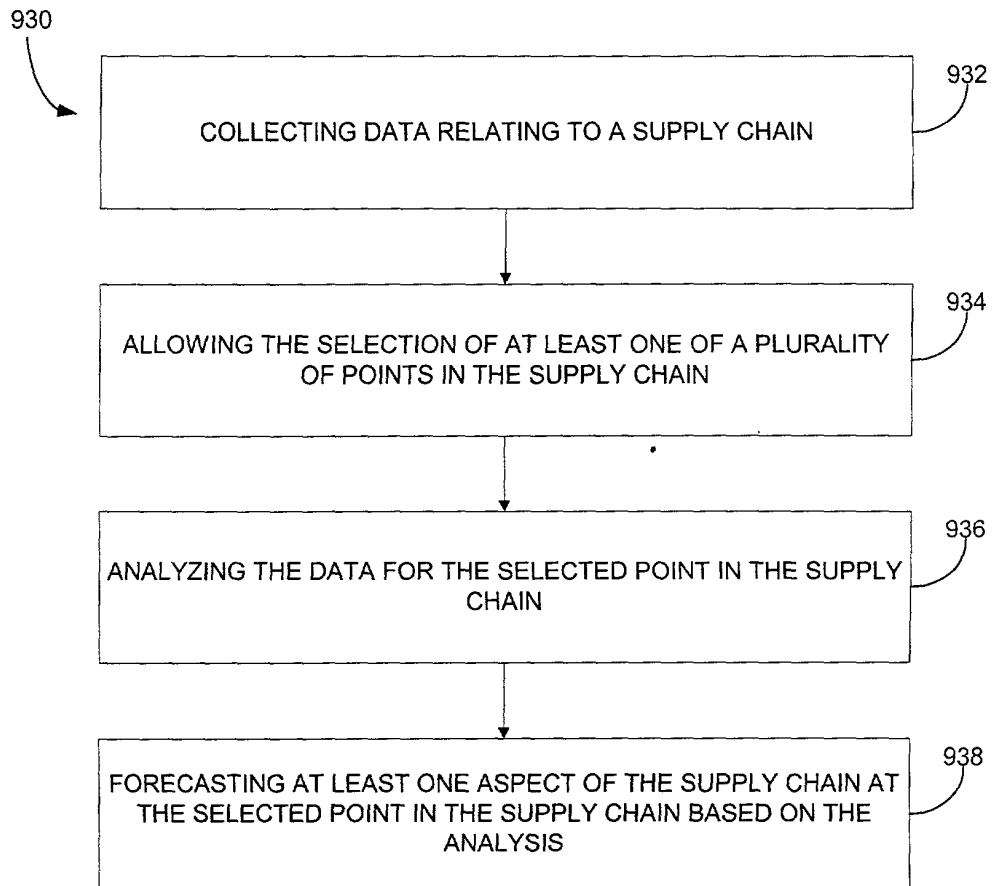 930
932
COLLECTING DATA RELATING TO A SUPPLY CHAIN
934
ALLOWING THE SELECTION OF AT LEAST ONE OF A PLURALITY
OF POINTS IN THE SUPPLY CHAIN
936
ANALYZING THE DATA FOR THE SELECTED POINT IN THE SUPPLY
CHAIN
938
FORECASTING AT LEAST ONE ASPECT OF THE SUPPLY CHAIN AT
THE SELECTED POINT IN THE SUPPLY CHAIN BASED ON THE
ANALYSIS